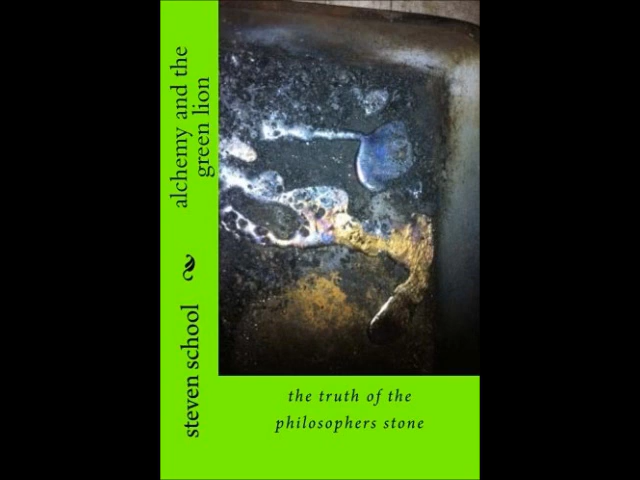 alchemy and the
green lion
steven school
the truth of the
philosophers stone